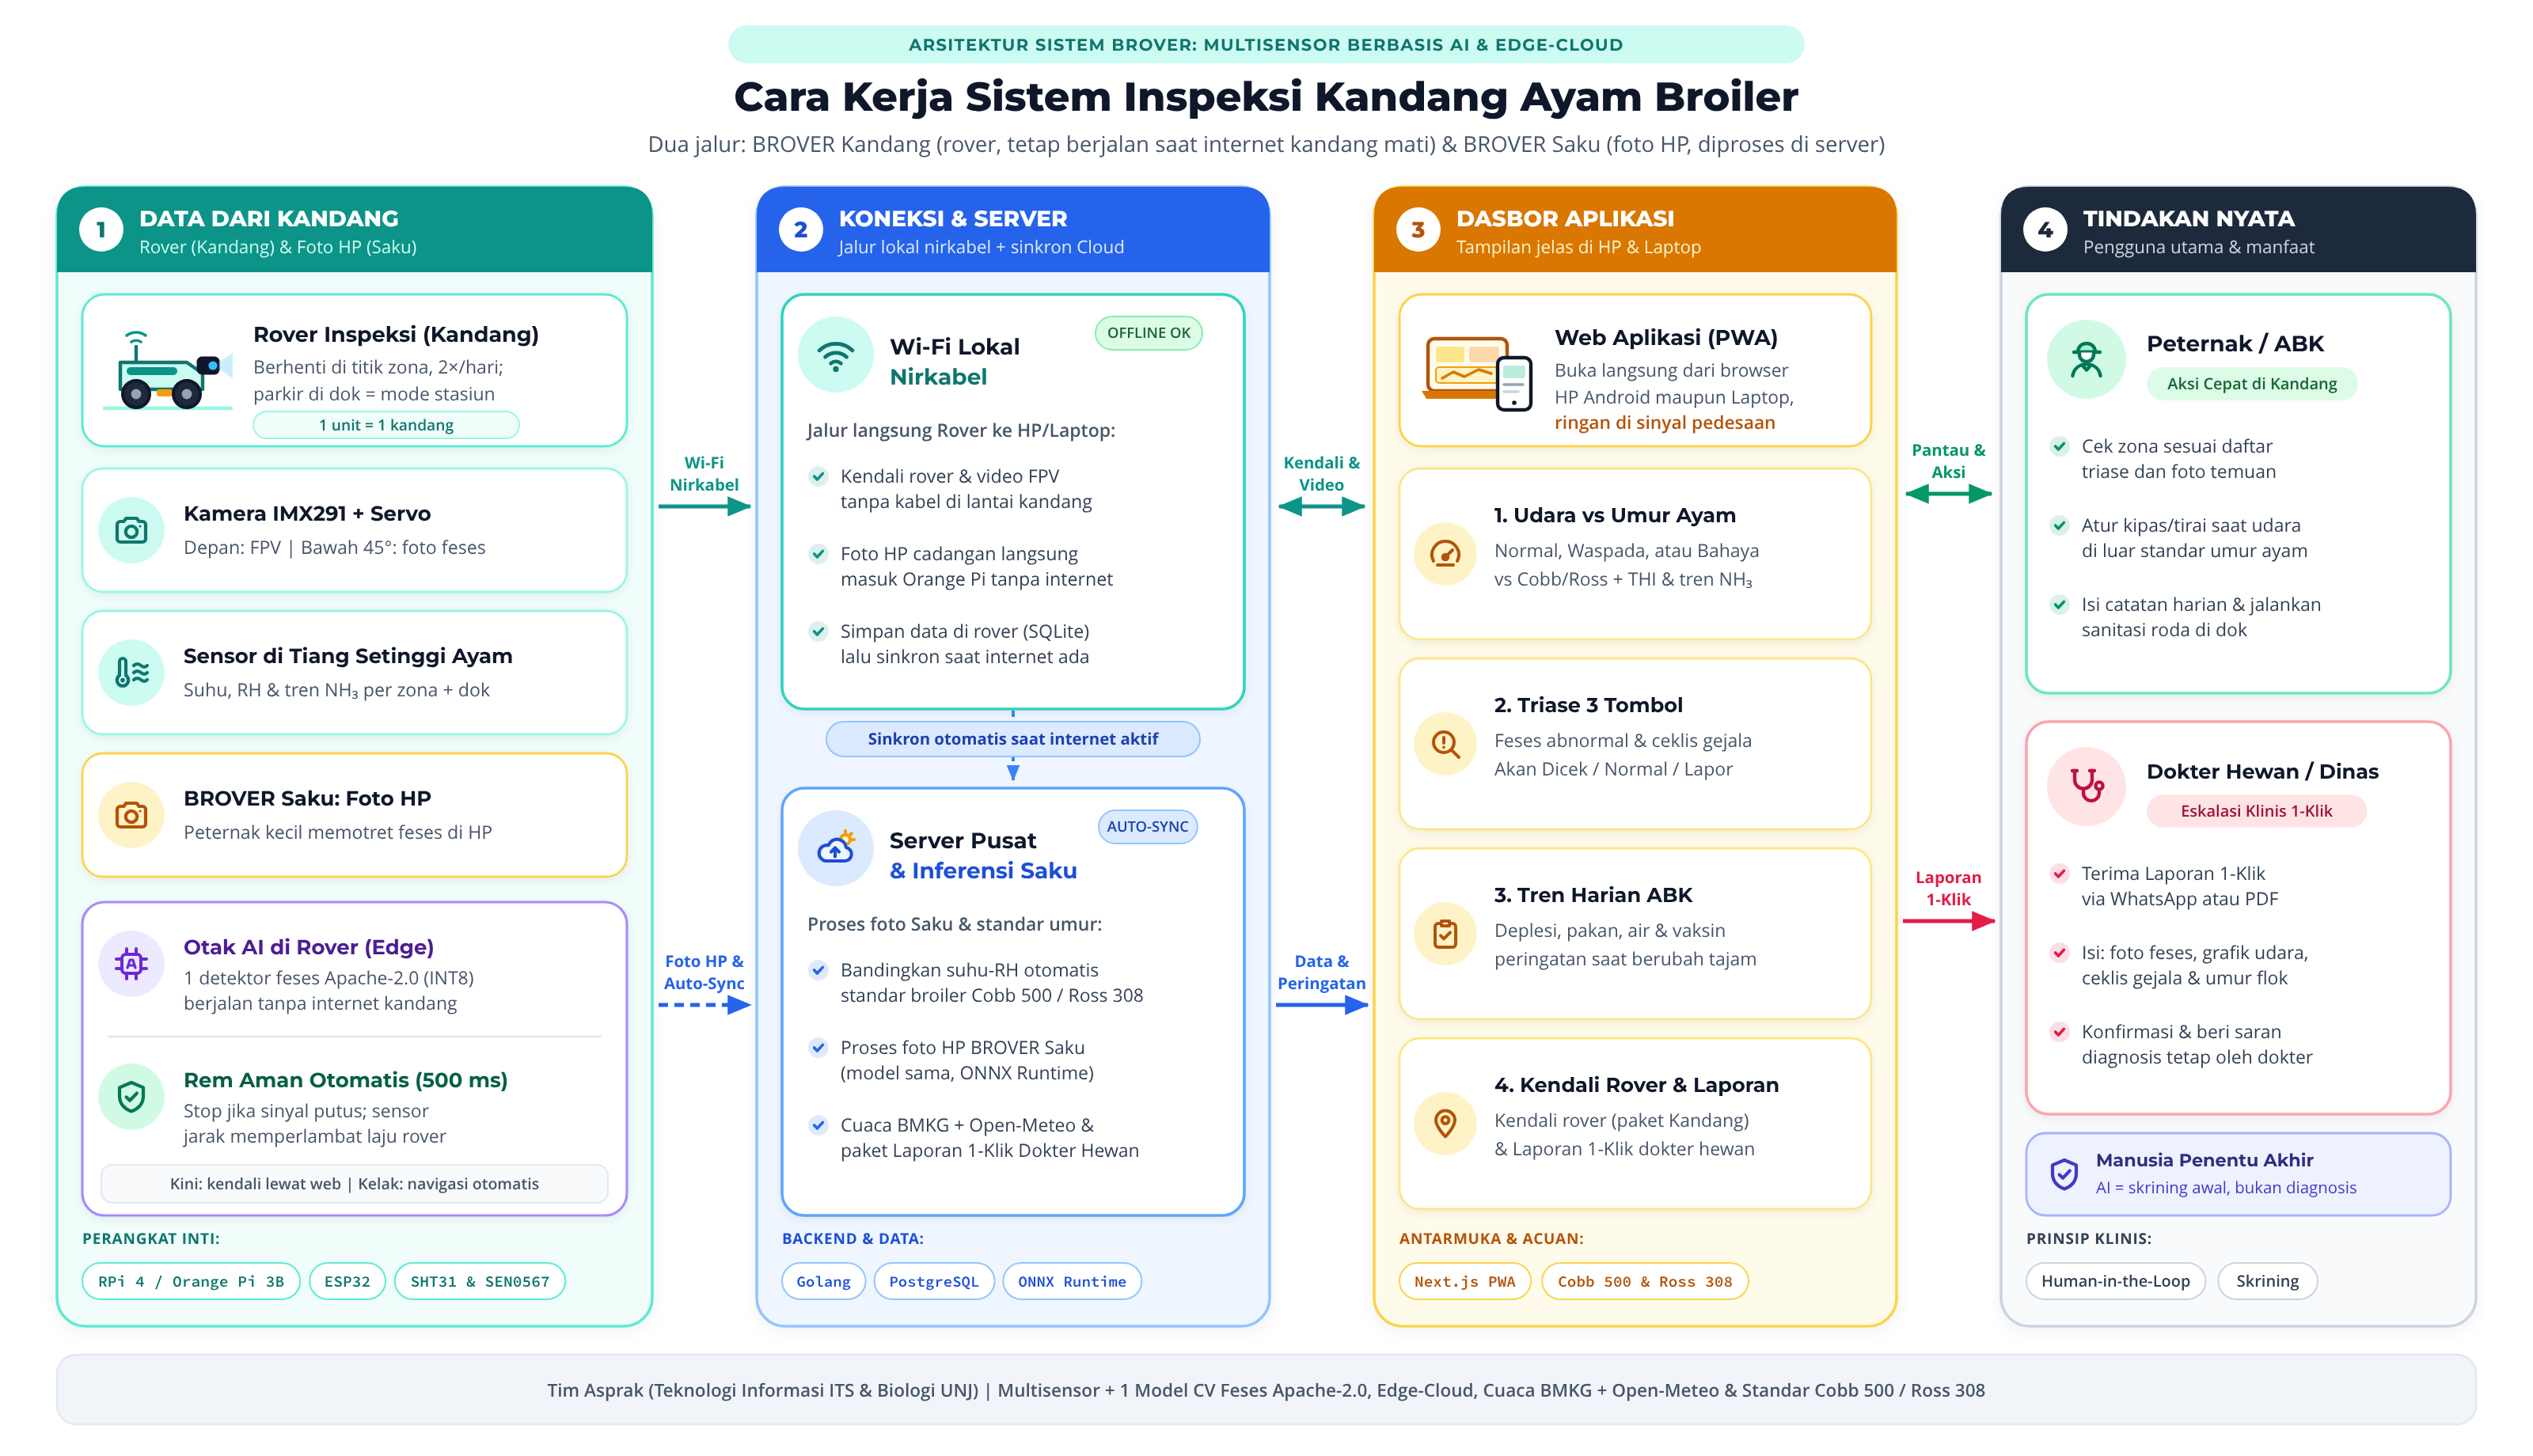 ARSITEKTUR SISTEM BROVER: MULTISENSOR BERBASIS AI & EDGE-CLOUD
Cara Kerja Sistem Inspeksi Kandang Ayam Broiler
Dua jalur: BROVER Kandang (rover, tetap berjalan saat internet kandang mati) & BROVER Saku (foto HP, diproses di server)
1
DATA DARI KANDANG
Rover (Kandang) & Foto HP (Saku)
Rover Inspeksi (Kandang)
Berhenti di titik zona, 2×/hari;
parkir di dok = mode stasiun
1 unit = 1 kandang
Kamera IMX291 + Servo
Depan: FPV | Bawah 45°: foto feses
Sensor di Tiang Setinggi Ayam
Suhu, RH & tren NH₃ per zona + dok
BROVER Saku: Foto HP
Peternak kecil memotret feses di HP
A
Otak AI di Rover (Edge)
1 detektor feses Apache-2.0 (INT8)
berjalan tanpa internet kandang
Rem Aman Otomatis (500 ms)
Stop jika sinyal putus; sensor
jarak memperlambat laju rover
Kini: kendali lewat web | Kelak: navigasi otomatis
PERANGKAT INTI:
RPi 4 / Orange Pi 3B
ESP32
SHT31 & SEN0567
Wi-Fi
Nirkabel
Foto HP &
Auto-Sync
2
KONEKSI & SERVER
Jalur lokal nirkabel + sinkron Cloud
Wi-Fi Lokal
Nirkabel
OFFLINE OK
Jalur langsung Rover ke HP/Laptop:
Kendali rover & video FPV
tanpa kabel di lantai kandang
Foto HP cadangan langsung
masuk Orange Pi tanpa internet
Simpan data di rover (SQLite)
lalu sinkron saat internet ada
Sinkron otomatis saat internet aktif
Server Pusat
& Inferensi Saku
AUTO-SYNC
Proses foto Saku & standar umur:
Bandingkan suhu-RH otomatis
standar broiler Cobb 500 / Ross 308
Proses foto HP BROVER Saku
(model sama, ONNX Runtime)
Cuaca BMKG + Open-Meteo &
paket Laporan 1-Klik Dokter Hewan
BACKEND & DATA:
Golang
PostgreSQL
ONNX Runtime
Kendali &
Video
Data &
Peringatan
3
DASBOR APLIKASI
Tampilan jelas di HP & Laptop
Web Aplikasi (PWA)
Buka langsung dari browser
HP Android maupun Laptop,
ringan di sinyal pedesaan
1. Udara vs Umur Ayam
Normal, Waspada, atau Bahaya
vs Cobb/Ross + THI & tren NH₃
2. Triase 3 Tombol
Feses abnormal & ceklis gejala
Akan Dicek / Normal / Lapor
3. Tren Harian ABK
Deplesi, pakan, air & vaksin
peringatan saat berubah tajam
4. Kendali Rover & Laporan
Kendali rover (paket Kandang)
& Laporan 1-Klik dokter hewan
ANTARMUKA & ACUAN:
Next.js PWA
Cobb 500 & Ross 308
Pantau &
Aksi
Laporan
1-Klik
4
TINDAKAN NYATA
Pengguna utama & manfaat
Peternak / ABK
Aksi Cepat di Kandang
Cek zona sesuai daftar
triase dan foto temuan
Atur kipas/tirai saat udara
di luar standar umur ayam
Isi catatan harian & jalankan
sanitasi roda di dok
Dokter Hewan / Dinas
Eskalasi Klinis 1-Klik
Terima Laporan 1-Klik
via WhatsApp atau PDF
Isi: foto feses, grafik udara,
ceklis gejala & umur flok
Konfirmasi & beri saran
diagnosis tetap oleh dokter
Manusia Penentu Akhir
AI = skrining awal, bukan diagnosis
PRINSIP KLINIS:
Human-in-the-Loop
Skrining
Tim Asprak (Teknologi Informasi ITS & Biologi UNJ) | Multisensor + 1 Model CV Feses Apache-2.0, Edge-Cloud, Cuaca BMKG + Open-Meteo & Standar Cobb 500 / Ross 308